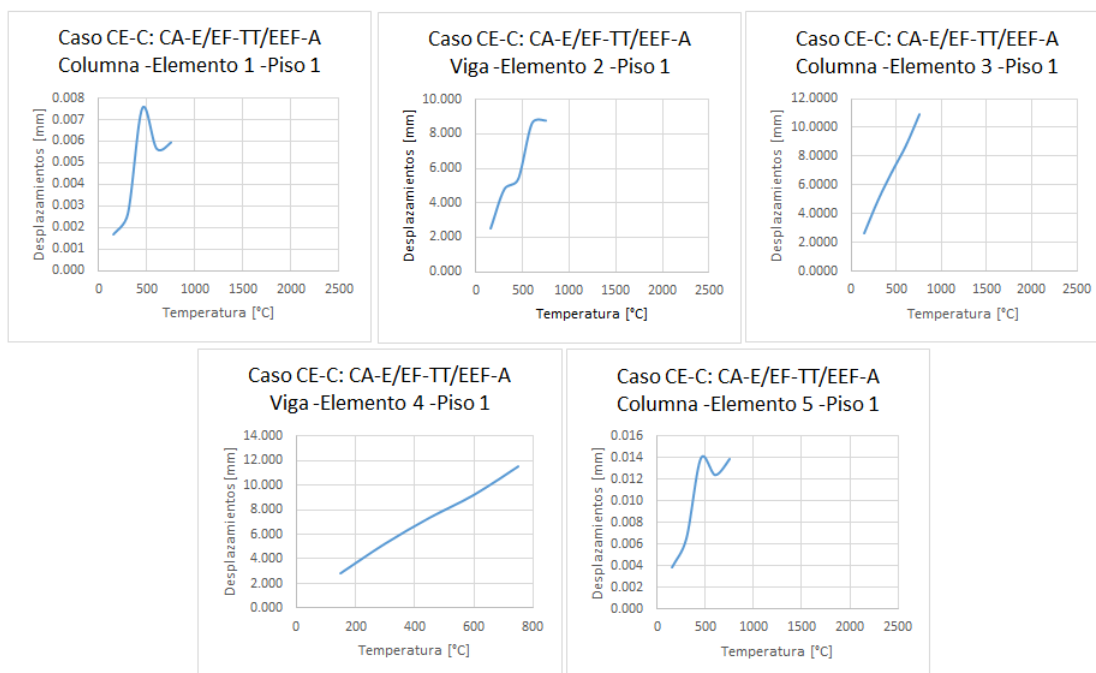 Caso CE-C: CA-E/EF-TT/EEF-A
Columna -Elemento 1 -Piso 1
Desplazamientos [mm]
0.008
0.007
0.006
0.005
0.004
0.003
0.002
0.001
0.000
0 500 1000 1500 2000 2500
Temperatura [°C]
Caso CE-C: CA-E/EF-TT/EEF-A
Viga -Elemento 2 -Piso 1
Desplazamientos [mm]
10.000
8.000
6.000
4.000
2.000
0.000
0 500 1000 1500 2000 2500
Temperatura [°C]
Caso CE-C: CA-E/EF-TT/EEF-A
Columna -Elemento 3 -Piso 1
Desplazamientos [mm]
12.0000
10.0000
8.0000
6.0000
4.0000
2.0000
0.0000
0 500 1000 1500 2000 2500
Temperatura [°C]
Caso CE-C: CA-E/EF-TT/EEF-A
Viga -Elemento 4 -Piso 1
Desplazamientos [mm]
14.000
12.000
10.000
8.000
6.000
4.000
2.000
0.000
0 200 400 600 800
Temperatura [°C]
Caso CE-C: CA-E/EF-TT/EEF-A
Columna -Elemento 5 -Piso 1
Desplazamientos [mm]
0.016
0.014
0.012
0.010
0.008
0.006
0.004
0.002
0.000
0 500 1000 1500 2000 2500
Temperatura [°C]